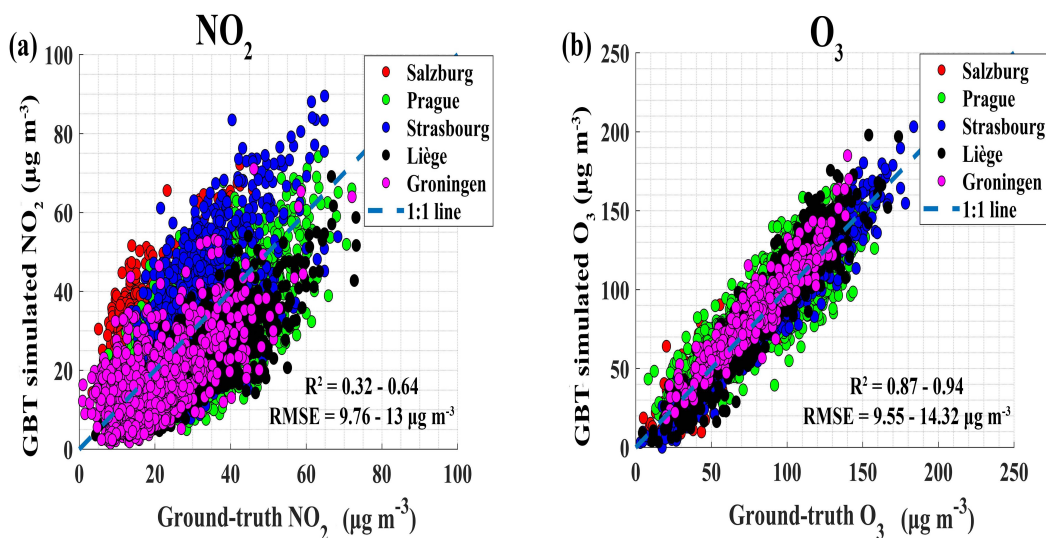 (a)
NO2
GBT simulated NO2 (μg m-3)
100
80
60
40
20
0
Salzburg
Prague
Strasbourg
Liège
Groningen
1:1 line
R2 = 0.32 - 0.64
RMSE = 9.76 - 13 μg m-3
0 20 40 60 80 100
Ground-truth NO2 (μg m-3)
(b)
O3
GBT simulated O3 (μg m-3)
250
200
150
100
50
0
Salzburg
Prague
Strasbourg
Liège
Groningen
1:1 line
R2 = 0.87 - 0.94
RMSE = 9.55 - 14.32 μg m-3
0 50 100 150 200 250
Ground-truth O3 (μg m-3)